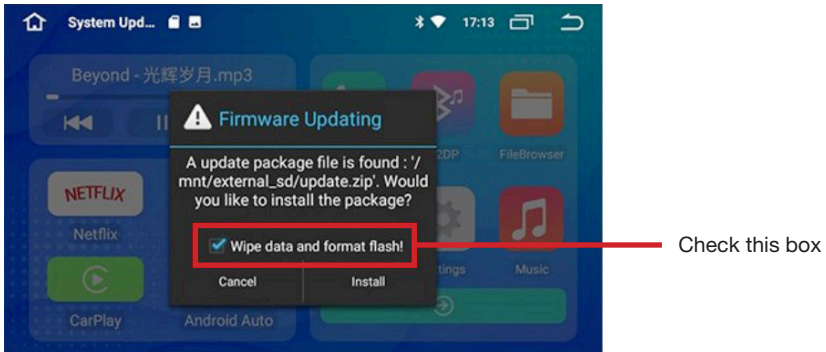 System Upd... 17:13
Beyond - 光辉岁月.mp3
Firmware Updating
A update package file is found : '/
mnt/external_sd/update.zip'. Would
you like to install the package?
Wipe data and format flash!
Cancel Install
Check this box
2DP FileBrowser
NETFLIX
Netflix
ttings Music
CarPlay Android Auto